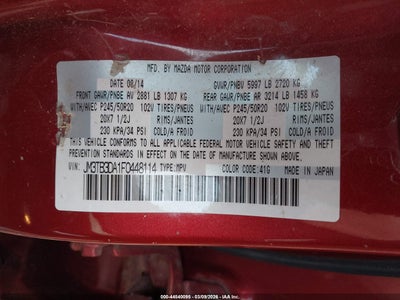 MFD. BY MAZDA MOTOR CORPORATION
DATE 06/14 GVWR/PNBV 5997 LB 2720 KG
FRONT GAWR/PNBE AV 2881 LB 1307 KG REAR GAWR/PNBE AR 3214 LB 1458 KG
WITH/AVEC P245/50R20 102V TIRES/PNEUS WITH/AVEC P245/50R20 102V TIRES/PNEUS
20X7 1/2J RIMS/JANTES 20X7 1/2J RIMS/JANTES
230 KPA/34 PSI COLD/A FROID 230 KPA/34 PSI COLD/A FROID
THIS VEHICLE CONFORMS TO ALL APPLICABLE FEDERAL MOTOR VEHICLE SAFETY, BUMPER, AND THEFT
PREVENTION STANDARDS IN EFFECT ON THE DATE OF MANUFACTURE SHOWN ABOVE.
VIN: JM3TB3DA1F0448114 TYPE:MPV COLOR CODE:41G MADE IN JAPAN
000-44540095 - 03/09/2026 - IAA Inc.